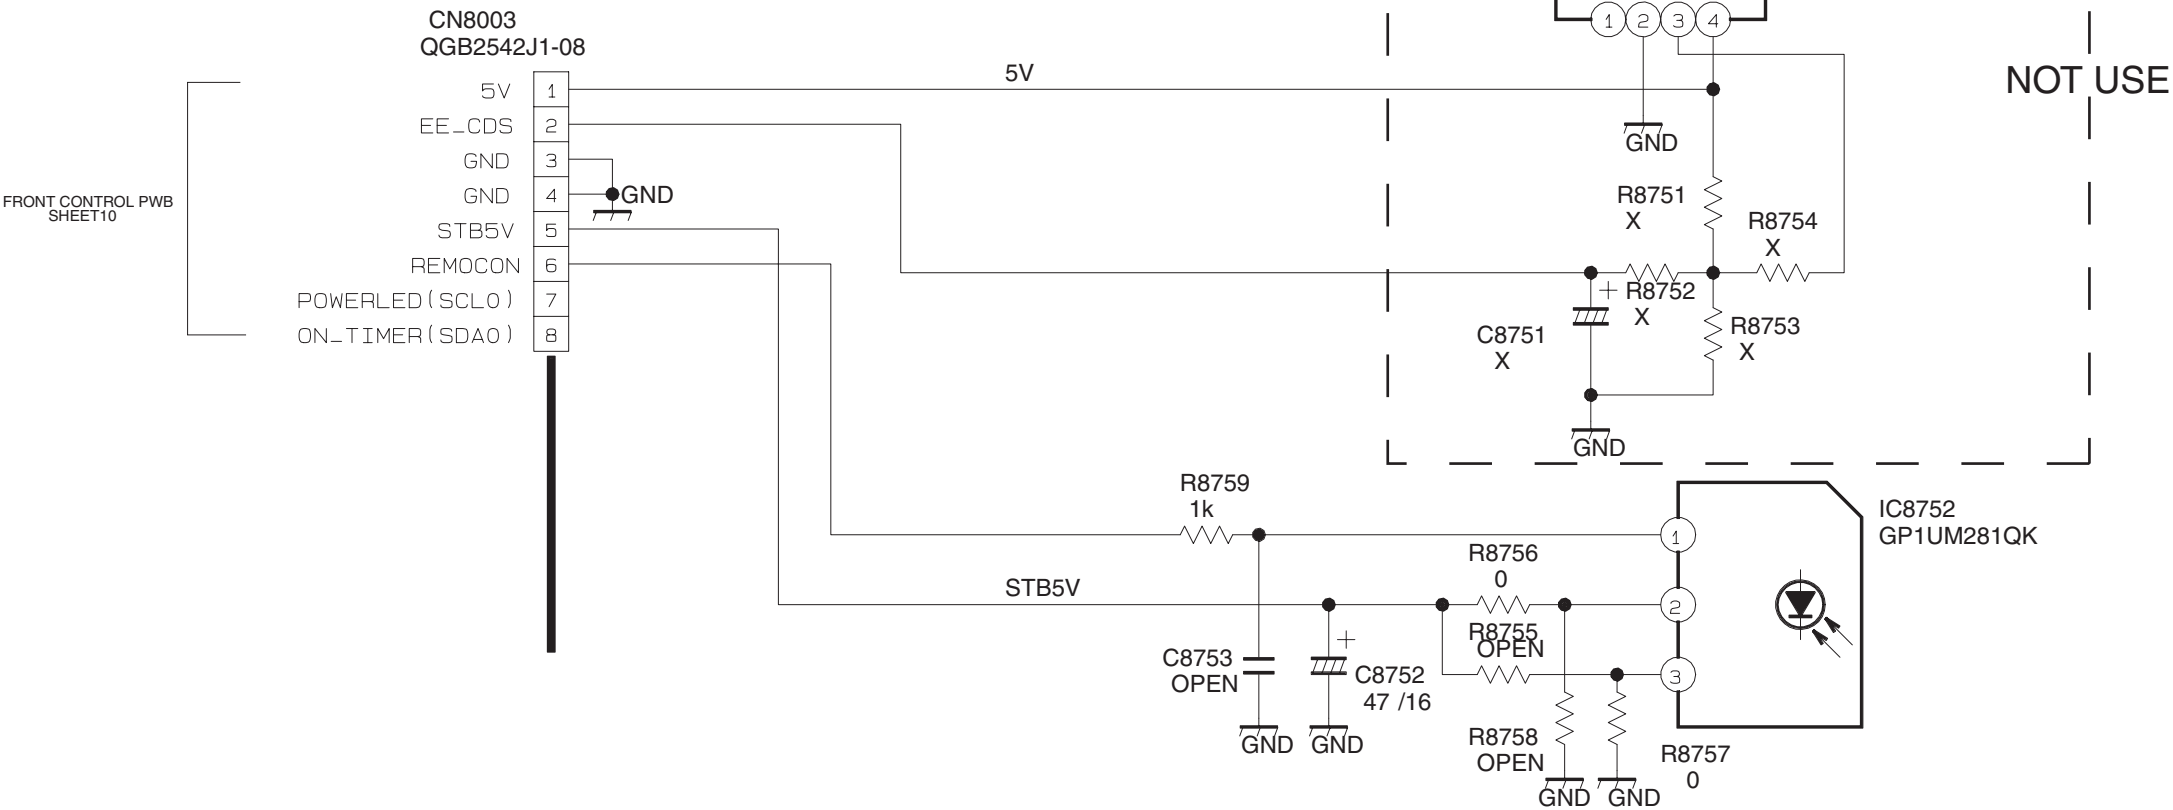 CN8003
QGB2542J1-08
1 2 3 4
5V 1
5V
NOT USE
EE_CDS 2
GND
GND 3
GND 4
GND
FRONT CONTROL PWB
SHEET10
R8751
X
R8754
X
STB5V 5
REMOCON 6
POWERLED(SCL0) 7
ON_TIMER(SDA0) 8
+
R8752
X
C8751
X
R8753
X
GND
R8759
1k
IC8752
GP1UM281QK
1
R8756
0
STB5V
2
R8755
OPEN
+
C8753
OPEN
C8752
47 /16
3
GND
GND
R8758
OPEN
R8757
0
GND
GND